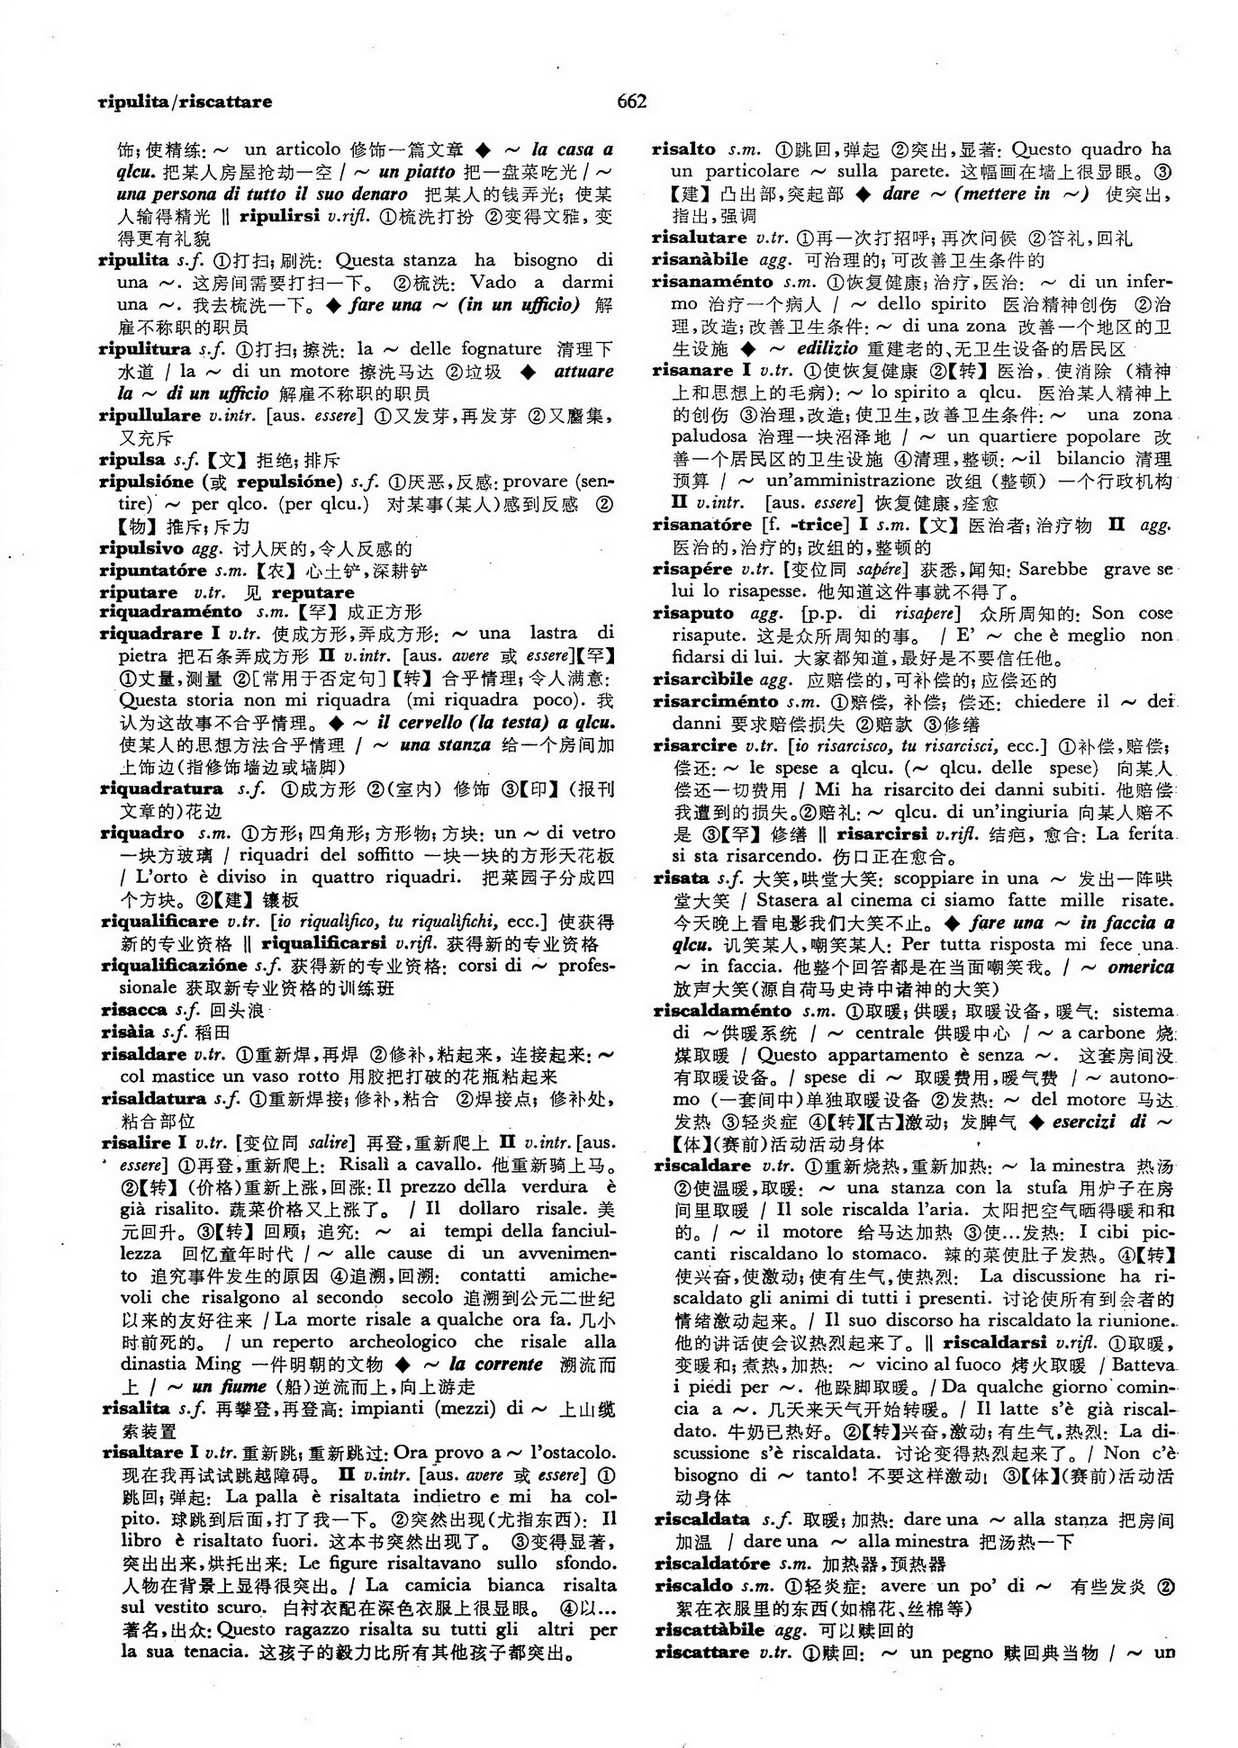 ripulita/riscattare
662
饰;使精练: ~ un articolo 修饰一篇文章 ◆ ~ la casa a
qlcu. 把某人房屋抢劫一空 / ~ un piatto 把一盘菜吃光 / ~
una persona di tutto il suo denaro 把某人的钱弄光; 使某
人输得精光 ‖ ripulirsi v.rifl. ①梳洗打扮 ②变得文雅, 变
得更有礼貌
ripulita s.f. ①打扫; 刷洗: Questa stanza ha bisogno di
una ~. 这房间需要打扫一下。 ②梳洗: Vado a darmi
una ~. 我去梳洗一下。◆ fare una ~ (in un ufficio) 解
雇不称职的职员
ripulitura s.f. ①打扫; 擦洗: la ~ delle fognature 清理下
水道 / la ~ di un motore 擦洗马达 ②垃圾 ◆ attuare
la ~ di un ufficio 解雇不称职的职员
ripullulare v.intr. [aus. essere] ①又发芽,再发芽 ②又麕集,
又充斥
ripulsa s.f.【文】拒绝; 排斥
ripulsióne (或 repulsióne) s.f. ①厌恶,反感: provare (sen-
tire) ~ per qlco. (per qlcu.) 对某事(某人)感到反感 ②
【物】推斥; 斥力
ripulsivo agg. 讨人厌的,令人反感的
ripuntatóre s.m.【农】心土铲,深耕铲
riputare v.tr. 见 reputare
riquadraménto s.m.【罕】成正方形
riquadrare I v.tr. 使成方形,弄成方形: ~ una lastra di
pietra 把石条弄成方形 II v.intr. [aus. avere 或 essere]【罕】
①丈量,测量 ②[常用于否定句]【转】合乎情理;令人满意:
Questa storia non mi riquadra (mi riquadra poco). 我
认为这故事不合乎情理。◆ ~ il cervello (la testa) a qlcu.
使某人的思想方法合乎情理 / ~ una stanza 给一个房间加
上饰边(指修饰墙边或墙脚)
riquadratura s.f. ①成方形 ②(室内) 修饰 ③【印】(报刊
文章的)花边
riquadro s.m. ①方形; 四角形; 方形物; 方块: un ~ di vetro
一块方玻璃 / riquadri del soffitto 一块一块的方形天花板
/ L'orto è diviso in quattro riquadri. 把菜园子分成四
个方块。②【建】镶板
riqualificare v.tr. [io riqualìfico, tu riqualìfichi, ecc.] 使获得
新的专业资格 ‖ riqualificarsi v.rifl. 获得新的专业资格
riqualificazióne s.f. 获得新的专业资格: corsi di ~ profes-
sionale 获取新专业资格的训练班
risacca s.f. 回头浪
risàia s.f. 稻田
risaldare v.tr. ①重新焊,再焊 ②修补,粘起来, 连接起来: ~
col mastice un vaso rotto 用胶把打破的花瓶粘起来
risaldatura s.f. ①重新焊接; 修补,粘合 ②焊接点; 修补处,
粘合部位
risalire I v.tr. [变位同 salire] 再登,重新爬上 II v.intr. [aus.
essere] ①再登,重新爬上: Risalì a cavallo. 他重新骑上马。
②【转】(价格)重新上涨,回涨: Il prezzo della verdura è
già risalito. 蔬菜价格又上涨了。 / Il dollaro risale. 美
元回升。③【转】回顾; 追究: ~ ai tempi della fanciul-
lezza 回忆童年时代 / ~ alle cause di un avvenimen-
to 追究事件发生的原因 ④追溯,回溯: contatti amiche-
voli che risalgono al secondo secolo 追溯到公元二世纪
以来的友好往来 / La morte risale a qualche ora fa. 几小
时前死的。 / un reperto archeologico che risale alla
dinastia Ming 一件明朝的文物 ◆ ~ la corrente 溯流而
上 / ~ un fiume (船)逆流而上,向上游走
risalita s.f. 再攀登,再登高: impianti (mezzi) di ~ 上山缆
索装置
risaltare I v.tr. 重新跳; 重新跳过: Ora provo a ~ l'ostacolo.
现在我再试试跳越障碍。 II v.intr. [aus. avere 或 essere] ①
跳回; 弹起: La palla è risaltata indietro e mi ha col-
pito. 球跳到后面,打了我一下。②突然出现(尤指东西): Il
libro è risaltato fuori. 这本书突然出现了。 ③变得显著,
突出出来,烘托出来: Le figure risaltavano sullo sfondo.
人物在背景上显得很突出。/ La camicia bianca risalta
sul vestito scuro. 白衬衣配在深色衣服上很显眼。 ④以…
著名,出众: Questo ragazzo risalta su tutti gli altri per
la sua tenacia. 这孩子的毅力比所有其他孩子都突出。
risalto s.m. ①跳回,弹起 ②突出,显著: Questo quadro ha
un particolare ~ sulla parete. 这幅画在墙上很显眼。③
【建】凸出部,突起部 ◆ dare ~ (mettere in ~) 使突出,
指出,强调
risalutare v.tr. ①再一次打招呼; 再次问候 ②答礼,回礼
risanàbile agg. 可治理的; 可改善卫生条件的
risanaménto s.m. ①恢复健康; 治疗,医治: ~ di un infer-
mo 治疗一个病人 / ~ dello spirito 医治精神创伤 ②治
理,改造; 改善卫生条件: ~ di una zona 改善一个地区的卫
生设施 ◆ ~ edilizio 重建老的、无卫生设备的居民区
risanare I v.tr. ①使恢复健康 ②【转】医治, 使消除 (精神
上和思想上的毛病): ~ lo spirito a qlcu. 医治某人精神上
的创伤 ③治理,改造; 使卫生,改善卫生条件: ~ una zona
paludosa 治理一块沼泽地 / ~ un quartiere popolare 改
善一个居民区的卫生设施 ④清理,整顿: ~il bilancio 清理
预算 / ~ un'amministrazione 改组 (整顿) 一个行政机构
II v.intr. [aus. essere] 恢复健康,痊愈
risanatóre [f. -trice] I s.m.【文】医治者; 治疗物 II agg.
医治的,治疗的; 改组的,整顿的
risapére v.tr. [变位同 sapére] 获悉,闻知: Sarebbe grave se
lui lo risapesse. 他知道这件事就不得了。
risaputo agg. [p.p. di risapere] 众所周知的: Son cose
risapute. 这是众所周知的事。 / E' ~ che è meglio non
fidarsi di lui. 大家都知道,最好是不要信任他。
risarcìbile agg. 应赔偿的,可补偿的; 应偿还的
risarciménto s.m. ①赔偿, 补偿; 偿还: chiedere il ~ dei
danni 要求赔偿损失 ②赔款 ③修缮
risarcire v.tr. [io risarcisco, tu risarcisci, ecc.] ①补偿,赔偿;
偿还: ~ le spese a qlcu. (~ qlcu. delle spese) 向某人
偿还一切费用 / Mi ha risarcito dei danni subiti. 他赔偿
我遭到的损失。②赔礼: ~ qlcu. di un'ingiuria 向某人赔不
是 ③【罕】修缮 ‖ risarcirsi v.rifl. 结疤, 愈合: La ferita
si sta risarcendo. 伤口正在愈合。
risata s.f. 大笑,哄堂大笑: scoppiare in una ~ 发出一阵哄
堂大笑 / Stasera al cinema ci siamo fatte mille risate.
今天晚上看电影我们大笑不止。◆ fare una ~ in faccia a
qlcu. 讥笑某人,嘲笑某人: Per tutta risposta mi fece una
~ in faccia. 他整个回答都是在当面嘲笑我。/ ~ omerica
放声大笑(源自荷马史诗中诸神的大笑)
riscaldaménto s.m. ①取暖; 供暖; 取暖设备, 暖气: sistema
di ~供暖系统 / ~ centrale 供暖中心 / ~ a carbone 烧
煤取暖 / Questo appartamento è senza ~. 这套房间没
有取暖设备。/ spese di ~ 取暖费用,暖气费 / ~ autono-
mo (一套间中)单独取暖设备 ②发热: ~ del motore 马达
发热 ③轻炎症 ④【转】【古】激动; 发脾气 ◆ esercizi di ~
【体】(赛前)活动活动身体
riscaldare v.tr. ①重新烧热,重新加热: ~ la minestra 热汤
②使温暖,取暖: ~ una stanza con la stufa 用炉子在房
间里取暖 / Il sole riscalda l'aria. 太阳把空气晒得暖和和
的。/ ~ il motore 给马达加热 ③使…发热: I cibi pic-
canti riscaldano lo stomaco. 辣的菜使肚子发热。④【转】
使兴奋,使激动; 使有生气,使热烈: La discussione ha ri-
scaldato gli animi di tutti i presenti. 讨论使所有到会者的
情绪激动起来。/ Il suo discorso ha riscaldato la riunione.
他的讲话使会议热烈起来了。‖ riscaldarsi v.rifl. ①取暖,
变暖和; 煮热,加热: ~ vicino al fuoco 烤火取暖 / Batteva
i piedi per ~. 他跺脚取暖。/ Da qualche giorno comin-
cia a ~. 几天来天气开始转暖。/ Il latte s'è già riscal-
dato. 牛奶已热好。②【转】兴奋,激动; 有生气,热烈: La di-
scussione s'è riscaldata. 讨论变得热烈起来了。/ Non c'è
bisogno di ~ tanto! 不要这样激动! ③【体】(赛前)活动活
动身体
riscaldata s.f. 取暖; 加热: dare una ~ alla stanza 把房间
加温 / dare una ~ alla minestra 把汤热一下
riscaldatóre s.m. 加热器,预热器
riscaldo s.m. ①轻炎症: avere un po' di ~ 有些发炎 ②
絮在衣服里的东西(如棉花、丝棉等)
riscattàbile agg. 可以赎回的
riscattare v.tr. ①赎回: ~ un pegno 赎回典当物 / ~ un